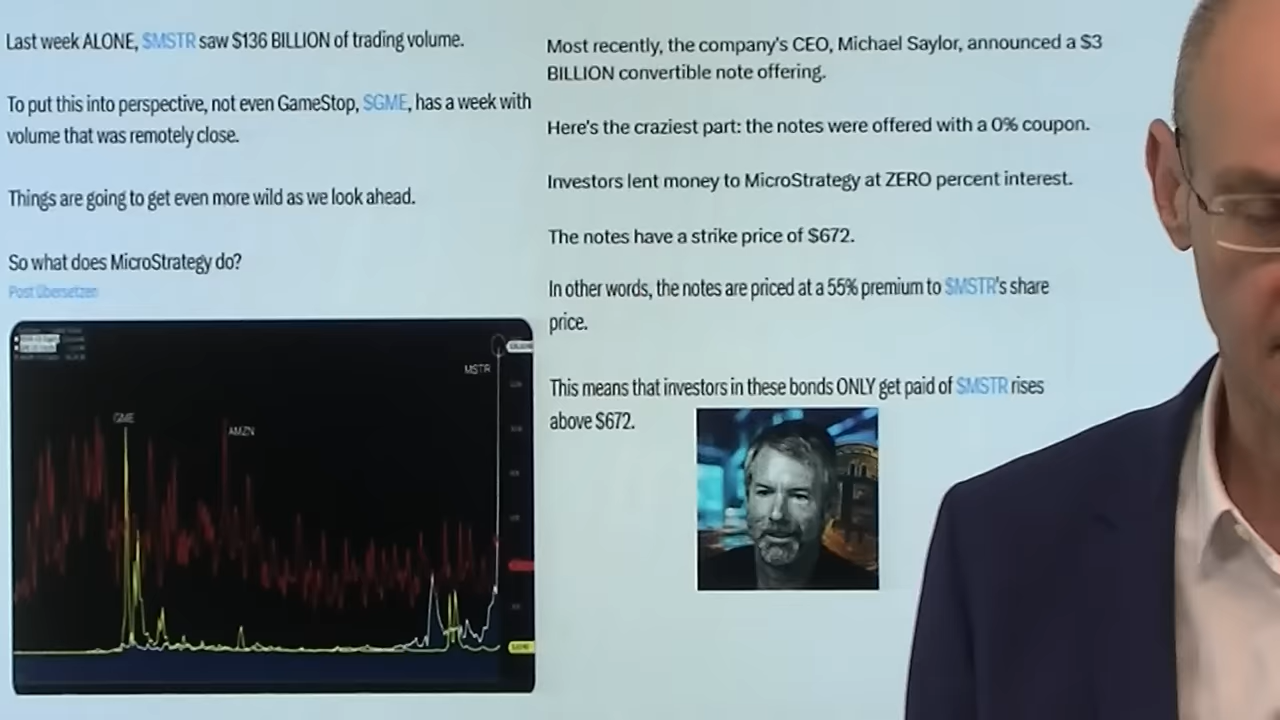 Last week ALONE, $MSTR saw $136 BILLION of trading volume.
To put this into perspective, not even GameStop, $GME, has a week with
volume that was remotely close.
Things are going to get even more wild as we look ahead.
So what does MicroStrategy do?
Post übersetzen
MSTR
GME
AMZN
Most recently, the company's CEO, Michael Saylor, announced a $3
BILLION convertible note offering.
Here's the craziest part: the notes were offered with a 0% coupon.
Investors lent money to MicroStrategy at ZERO percent interest.
The notes have a strike price of $672.
In other words, the notes are priced at a 55% premium to $MSTR's share
price.
This means that investors in these bonds ONLY get paid of $MSTR rises
above $672.